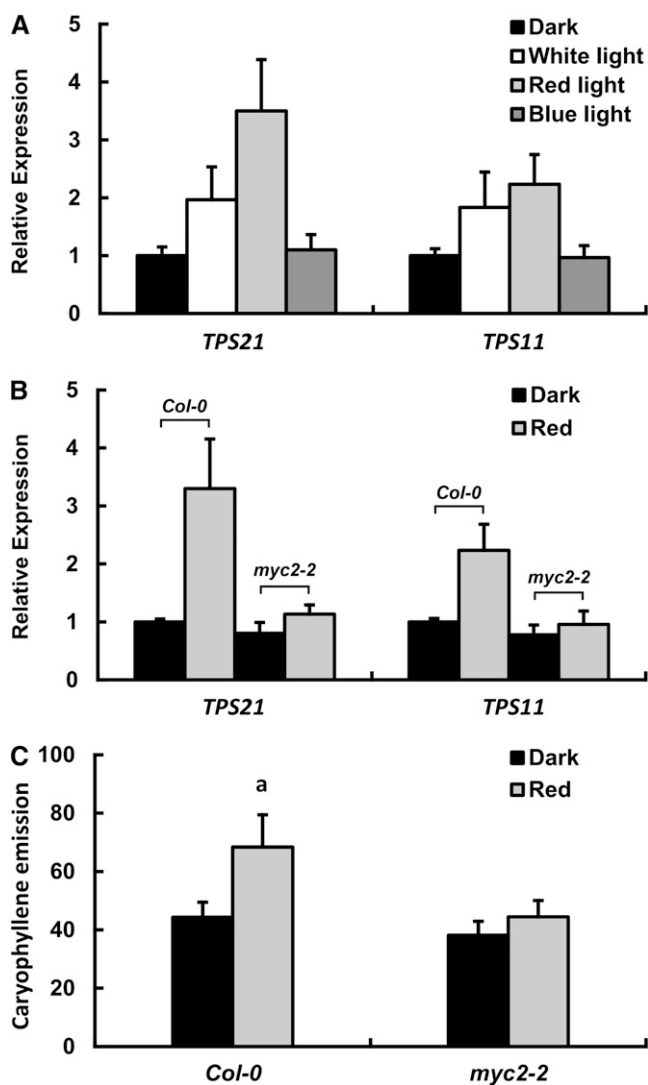 A
Relative Expression
5
4
3
2
1
0
Dark
White light
Red light
Blue light
TPS21 TPS11
B
Relative Expression
5
4
3
2
1
0
Dark
Red
Col-0
myc2-2
Col-0
myc2-2
TPS21 TPS11
C
Caryophyllene emission
100
80
60
40
20
0
Dark
Red
a
Col-0 myc2-2